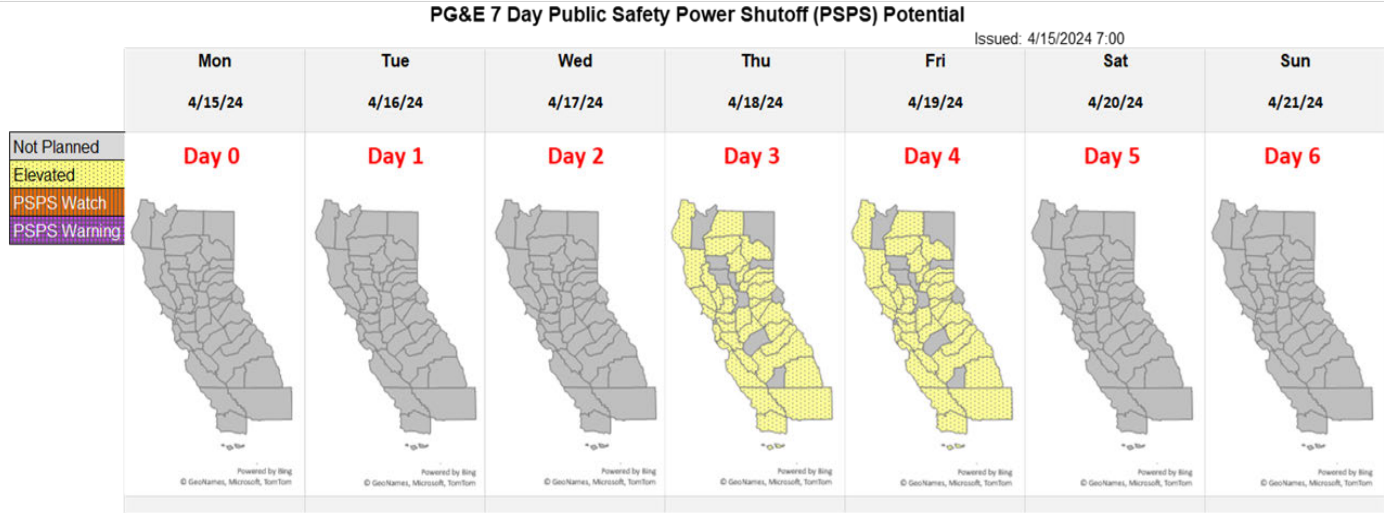 PG&E 7 Day Public Safety Power Shutoff (PSPS) Potential
Issued: 4/15/2024 7:00
Mon Tue Wed Thu Fri Sat Sun
4/15/24 4/16/24 4/17/24 4/18/24 4/19/24 4/20/24 4/21/24
Not Planned
Elevated
PSPS Watch
PSPS Warning
Day 0 Day 1 Day 2 Day 3 Day 4 Day 5 Day 6
Powered by Bing
© GeoNames, Microsoft, TomTom
Powered by Bing
© GeoNames, Microsoft, TomTom
Powered by Bing
© GeoNames, Microsoft, TomTom
Powered by Bing
© GeoNames, Microsoft, TomTom
Powered by Bing
© GeoNames, Microsoft, TomTom
Powered by Bing
© GeoNames, Microsoft, TomTom
Powered by Bing
© GeoNames, Microsoft, TomTom